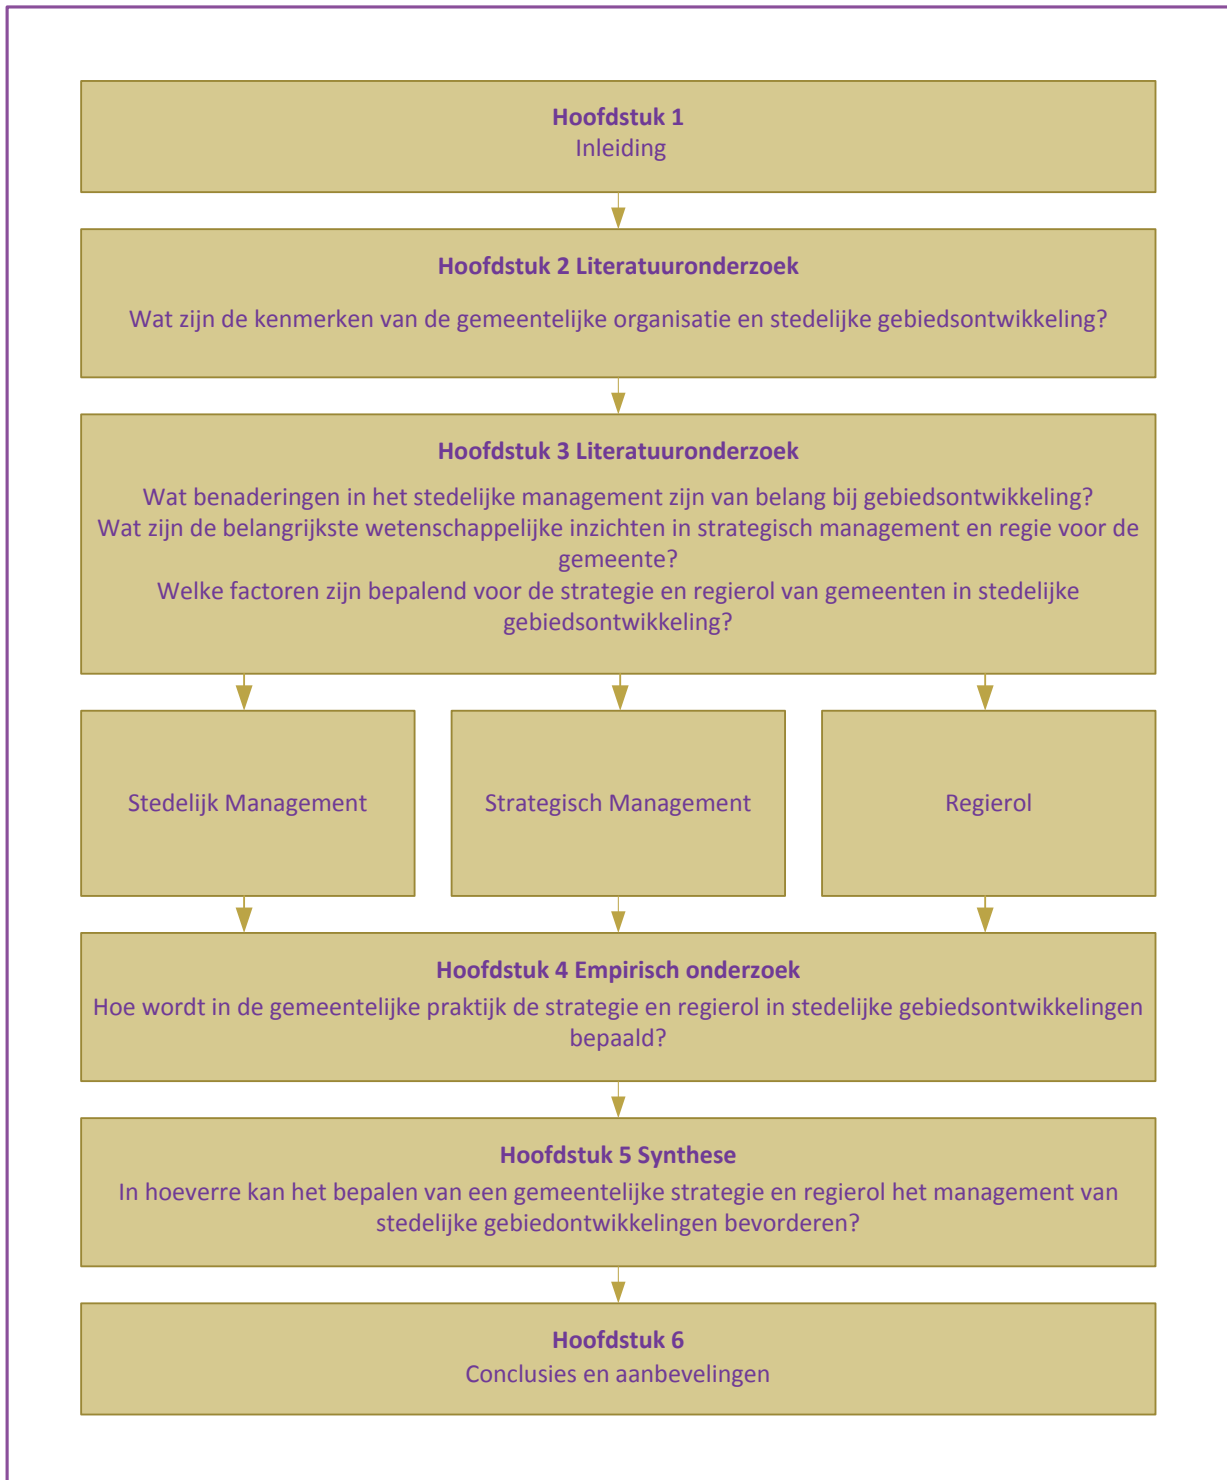 Hoofdstuk 1
Inleiding
Hoofdstuk 2 Literatuuronderzoek
Wat zijn de kenmerken van de gemeentelijke organisatie en stedelijke gebiedsontwikkeling?
Hoofdstuk 3 Literatuuronderzoek
Wat benaderingen in het stedelijke management zijn van belang bij gebiedsontwikkeling?
Wat zijn de belangrijkste wetenschappelijke inzichten in strategisch management en regie voor de
gemeente?
Welke factoren zijn bepalend voor de strategie en regierol van gemeenten in stedelijke
gebiedsontwikkeling?
Stedelijk Management
Strategisch Management
Regierol
Hoofdstuk 4 Empirisch onderzoek
Hoe wordt in de gemeentelijke praktijk de strategie en regierol in stedelijke gebiedsontwikkelingen
bepaald?
Hoofdstuk 5 Synthese
In hoeverre kan het bepalen van een gemeentelijke strategie en regierol het management van
stedelijke gebiedontwikkelingen bevorderen?
Hoofdstuk 6
Conclusies en aanbevelingen